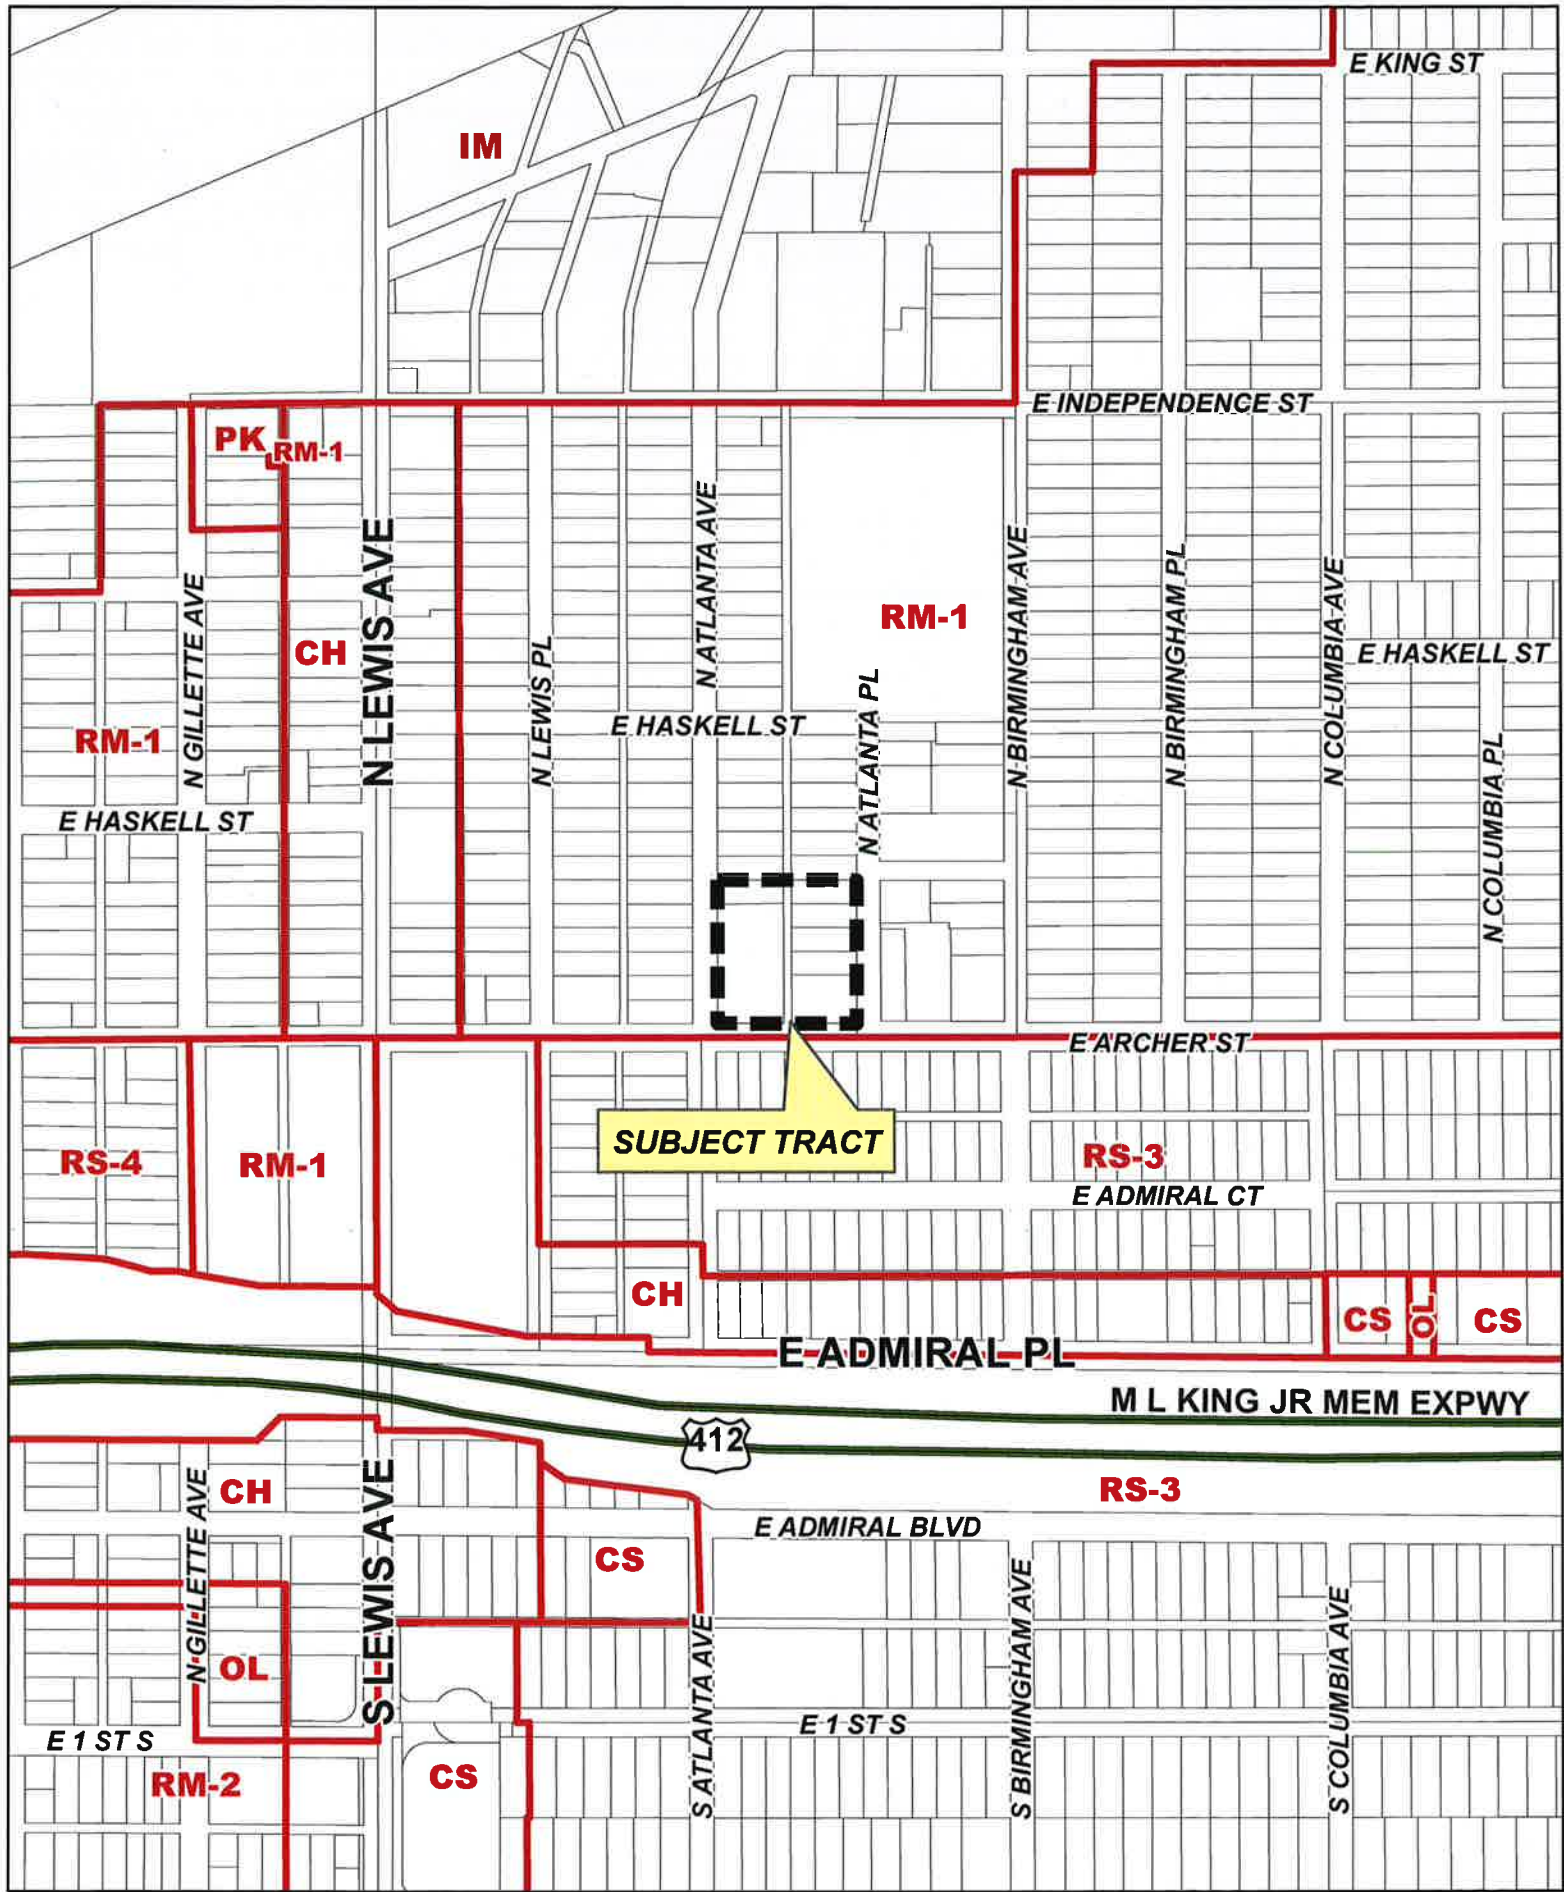 E KING ST
IM
E INDEPENDENCE ST
PK
RM-1
N GILLETTE AVE
CH
N LEWIS AVE
N LEWIS PL
N ATLANTA AVE
RM-1
N ATLANTA PL
N BIRMINGHAM AVE
N BIRMINGHAM PL
N COLUMBIA AVE
E HASKELL ST
RM-1
E HASKELL ST
N COLUMBIA PL
E HASKELL ST
E ARCHER ST
SUBJECT TRACT
RS-4
RM-1
RS-3
E ADMIRAL CT
CH
CS
OL
CS
E ADMIRAL PL
M L KING JR MEM EXPWY
412
CH
N GILLETTE AVE
S LEWIS AVE
RS-3
E ADMIRAL BLVD
CS
S ATLANTA AVE
S BIRMINGHAM AVE
S COLUMBIA AVE
OL
E 1 ST S
E 1 ST S
RM-2
CS